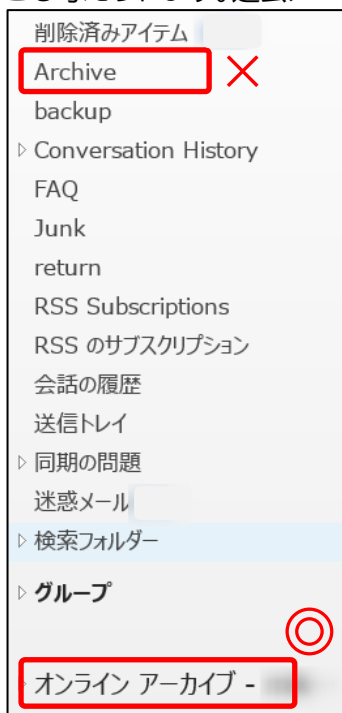 削除済みアイテム
Archive
backup
Conversation History
FAQ
Junk
return
RSS Subscriptions
RSS のサブスクリプション
会話の履歴
送信トレイ
同期の問題
迷惑メール
検索フォルダー
グループ
オンライン アーカイブ -